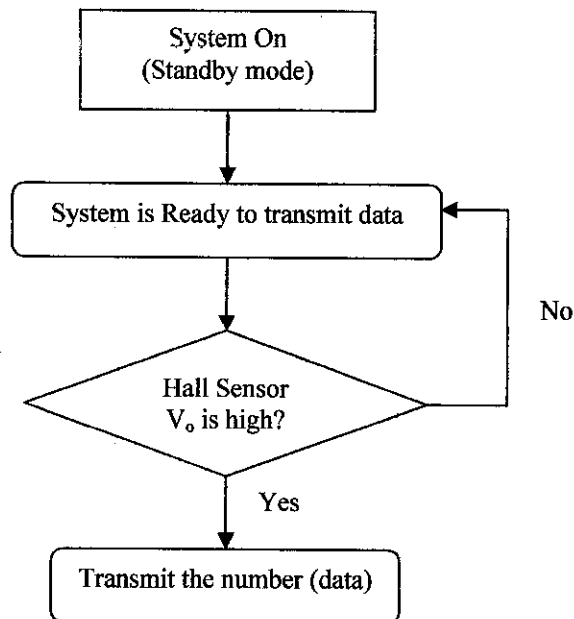 System On
(Standby mode)
System is Ready to transmit data
No
Hall Sensor
Vₒ is high?
Yes
Transmit the number (data)